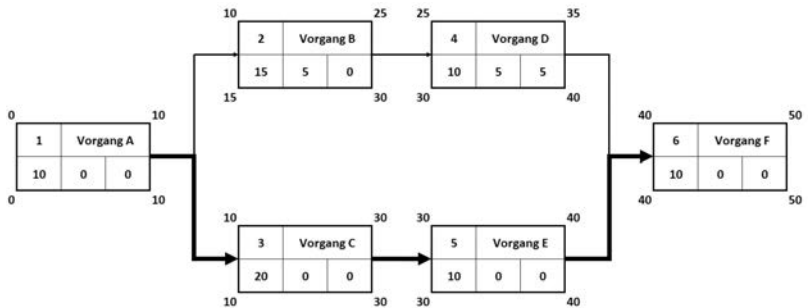 10 25 25 35
2 Vorgang B 4 Vorgang D
15 5 0 10 5 5
15 30 30 40
0 10 40 50
1 Vorgang A 6 Vorgang F
10 0 0 10 0 0
0 10 40 50
10 30 30 40
3 Vorgang C 5 Vorgang E
20 0 0 10 0 0
10 30 30 40